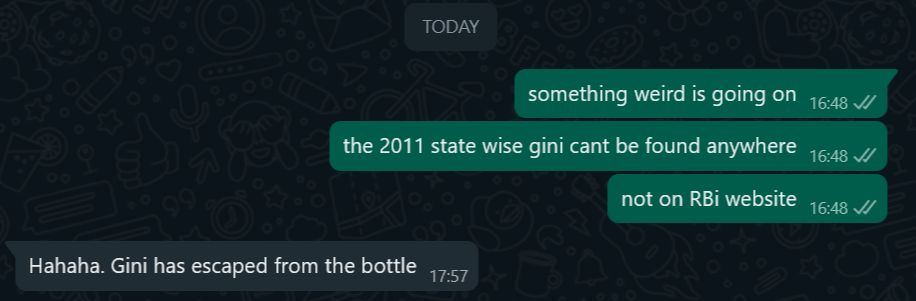 TODAY
something weird is going on 16:48
the 2011 state wise gini cant be found anywhere 16:48
not on RBi website 16:48
Hahaha. Gini has escaped from the bottle 17:57